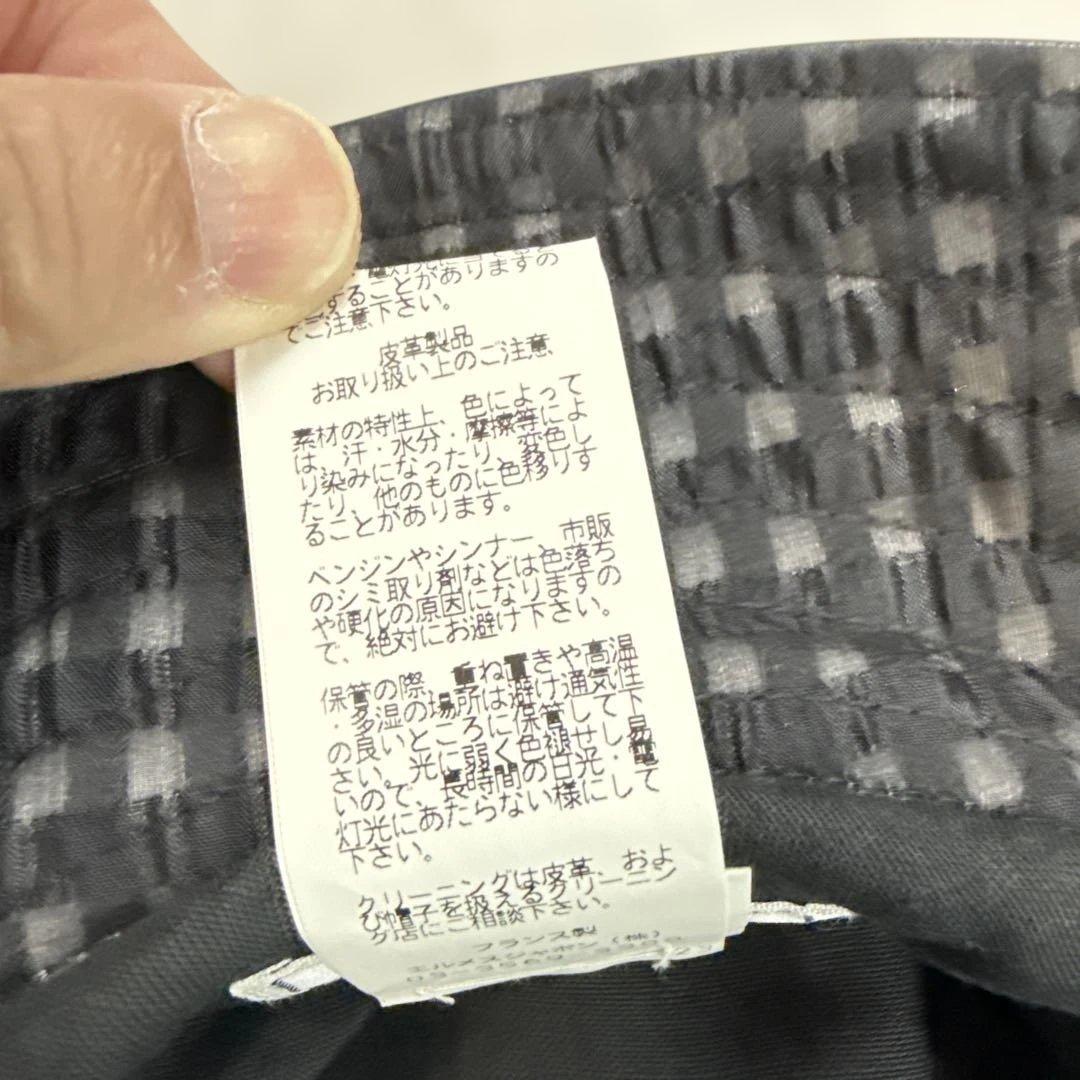 することがありますの
でご注意下さい。
皮革製品
お取り扱い上のご注意
素材の特性上、色によって
は、汗・水分・摩擦等によ
り染みになったり、変色し
たり、他のものに色移りす
ることがあります。
ベンジンやシンナー、市販
のシミ取り剤などは色落ち
や硬化の原因になりますの
で、絶対にお避け下さい。
保管の際、重ね置きや高温
・多湿の場所は避け通気性
の良いところに保管して下
さい。光に弱く色褪せし易
いので、長時間の日光・電
灯光にあたらない様にして
下さい。
クリーニングは皮革、およ
び帽子を扱えるクリーニン
グ店にご相談下さい。
フランス製
エルメスジャポン(株)